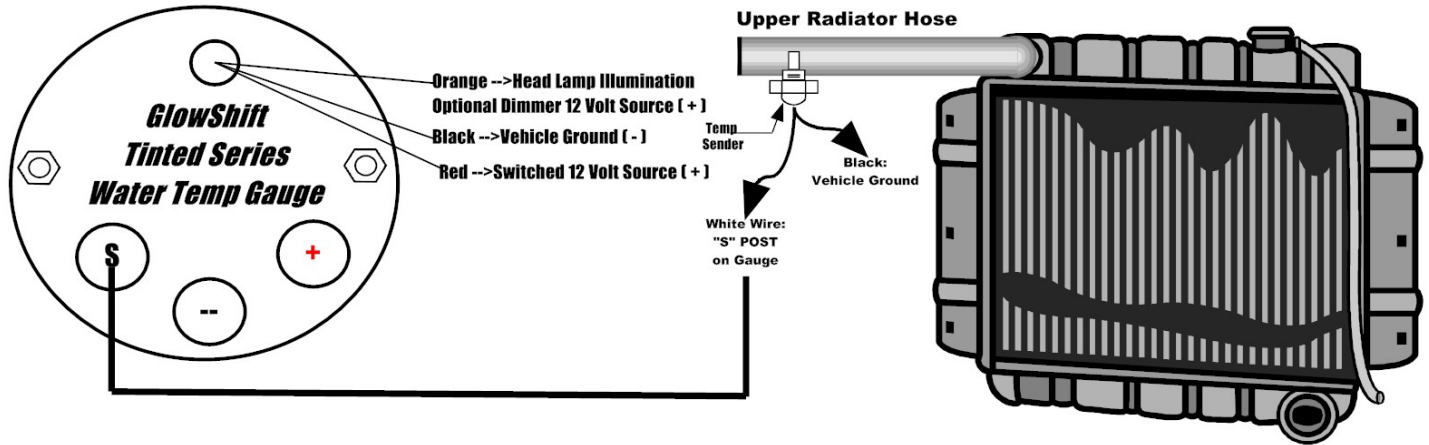 Upper Radiator Hose
Orange -->Head Lamp Illumination
Optional Dimmer 12 Volt Source ( + )
Black -->Vehicle Ground ( - )
Red -->Switched 12 Volt Source ( + )
GlowShift
Tinted Series
Water Temp Gauge
S
--
+
Temp
Sender
Black:
Vehicle Ground
White Wire:
"S" POST
on Gauge